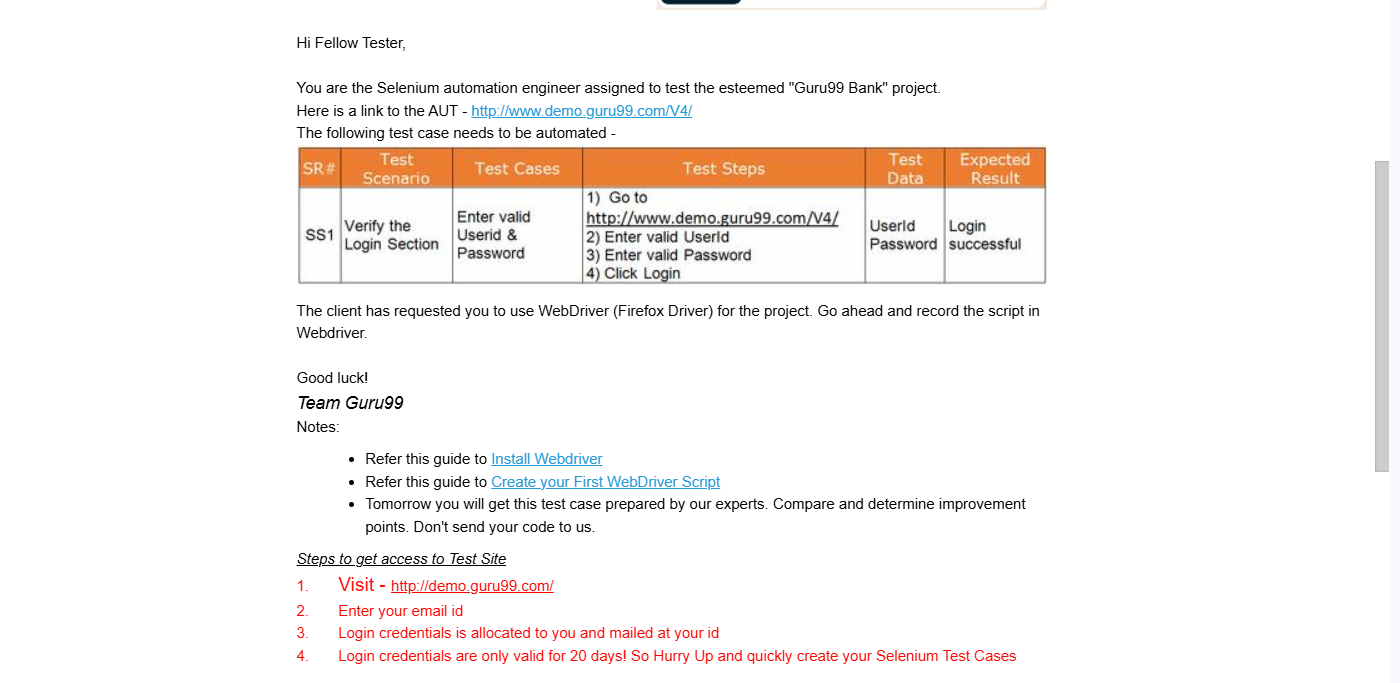 Hi Fellow Tester,
You are the Selenium automation engineer assigned to test the esteemed "Guru99 Bank" project.
Here is a link to the AUT - http://www.demo.guru99.com/V4/
The following test case needs to be automated -
SR# Test Scenario Test Cases Test Steps Test Data Expected Result
SS1
Verify the
Login Section
Enter valid
Userid &
Password
1) Go to
http://www.demo.guru99.com/V4/
2) Enter valid UserId
3) Enter valid Password
4) Click Login
UserId
Password
Login
successful
The client has requested you to use WebDriver (Firefox Driver) for the project. Go ahead and record the script in
Webdriver.
Good luck!
Team Guru99
Notes:
• Refer this guide to Install Webdriver
• Refer this guide to Create your First WebDriver Script
• Tomorrow you will get this test case prepared by our experts. Compare and determine improvement
points. Don't send your code to us.
Steps to get access to Test Site
1. Visit - http://demo.guru99.com/
2. Enter your email id
3. Login credentials is allocated to you and mailed at your id
4. Login credentials are only valid for 20 days! So Hurry Up and quickly create your Selenium Test Cases